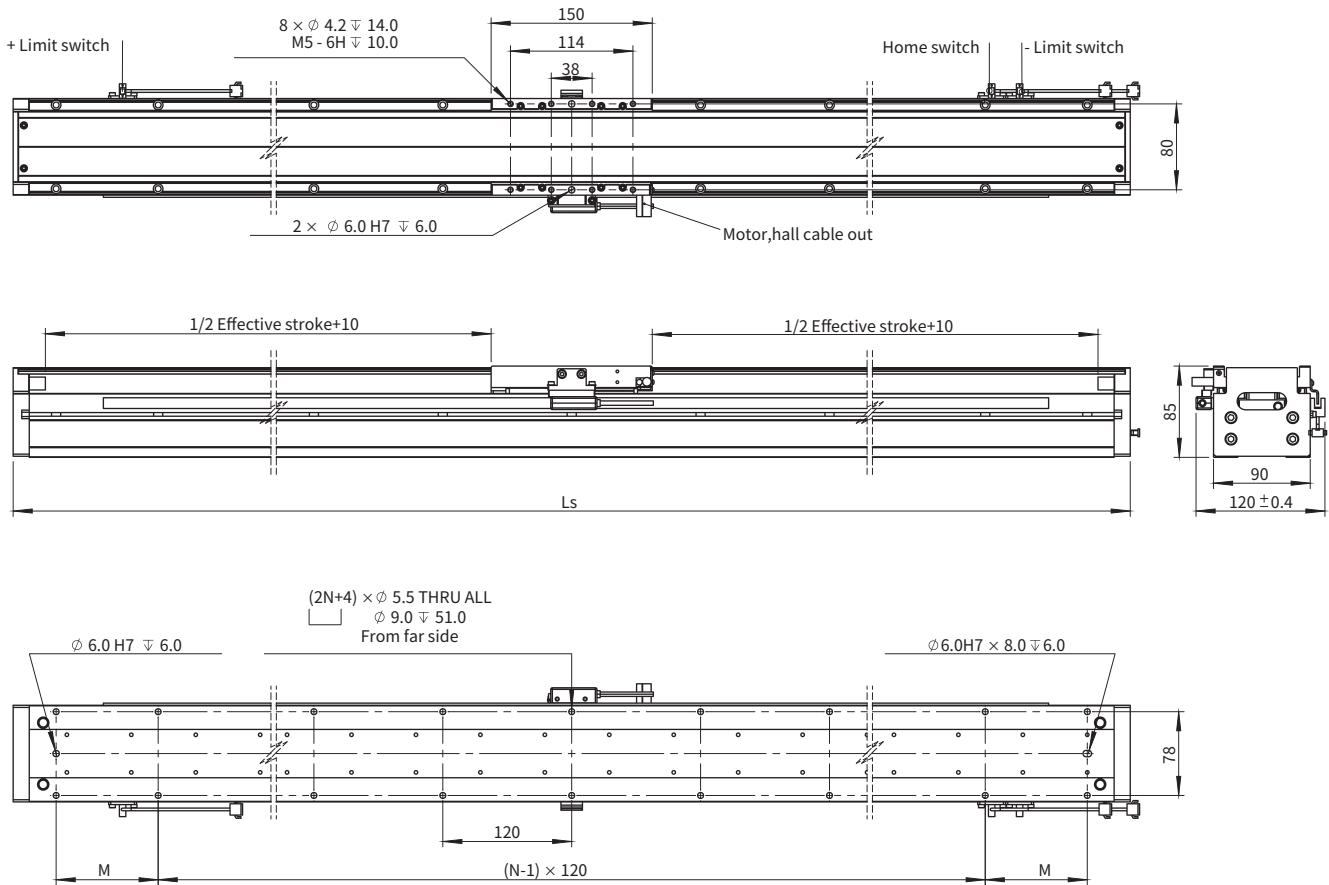 8 × ⌀ 4.2 ↧ 14.0
M5 - 6H ↧ 10.0
150
114
38
+ Limit switch
Home switch
- Limit switch
80
2 × ⌀ 6.0 H7 ↧ 6.0
Motor,hall cable out
1/2 Effective stroke+10
1/2 Effective stroke+10
85
90
120 ±0.4
Ls
(2N+4) × ⌀ 5.5 THRU ALL
⌀ 9.0 ↧ 51.0
From far side
⌀ 6.0 H7 ↧ 6.0
⌀6.0H7 × 8.0 ↧6.0
78
120
M
(N-1) × 120
M